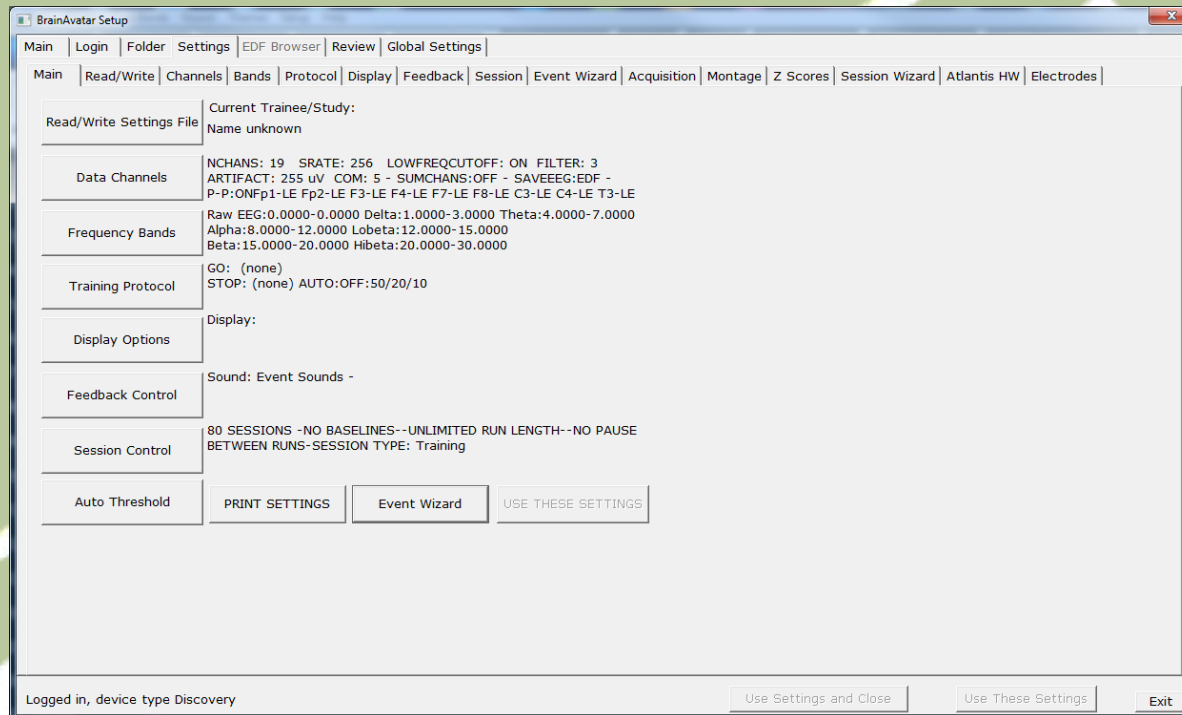 BrainAvatar Setup
Main Login Folder Settings EDF Browser Review Global Settings
Main Read/Write Channels Bands Protocol Display Feedback Session Event Wizard Acquisition Montage Z Scores Session Wizard Atlantis HW Electrodes
Read/Write Settings File
Current Trainee/Study:
Name unknown
Data Channels
NCHANS: 19 SRATE: 256 LOWFREQCUTOFF: ON FILTER: 3
ARTIFACT: 255 uV COM: 5 - SUMCHANS:OFF - SAVEEEG:EDF -
P-P:ONFp1-LE Fp2-LE F3-LE F4-LE F7-LE F8-LE C3-LE C4-LE T3-LE
Frequency Bands
Raw EEG:0.0000-0.0000 Delta:1.0000-3.0000 Theta:4.0000-7.0000
Alpha:8.0000-12.0000 Lobeta:12.0000-15.0000
Beta:15.0000-20.0000 Hibeta:20.0000-30.0000
Training Protocol
GO: (none)
STOP: (none) AUTO:OFF:50/20/10
Display Options
Display:
Feedback Control
Sound: Event Sounds -
Session Control
80 SESSIONS -NO BASELINES--UNLIMITED RUN LENGTH--NO PAUSE
BETWEEN RUNS-SESSION TYPE: Training
Auto Threshold PRINT SETTINGS Event Wizard USE THESE SETTINGS
Logged in, device type Discovery Use Settings and Close Use These Settings Exit